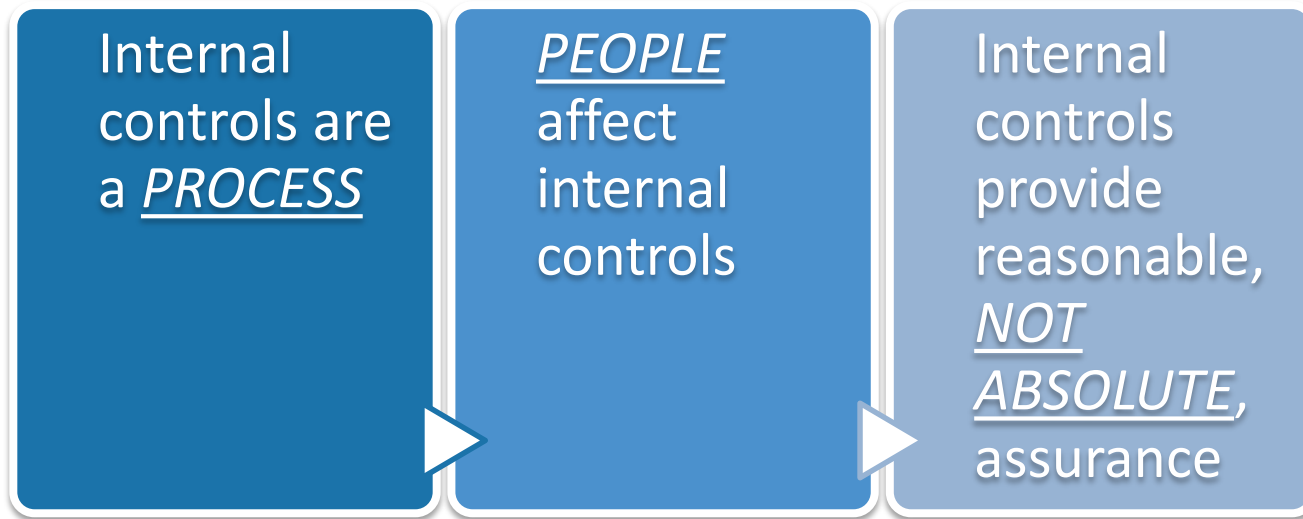 Internal
controls are
a PROCESS
PEOPLE
affect
internal
controls
Internal
controls
provide
reasonable,
NOT
ABSOLUTE,
assurance